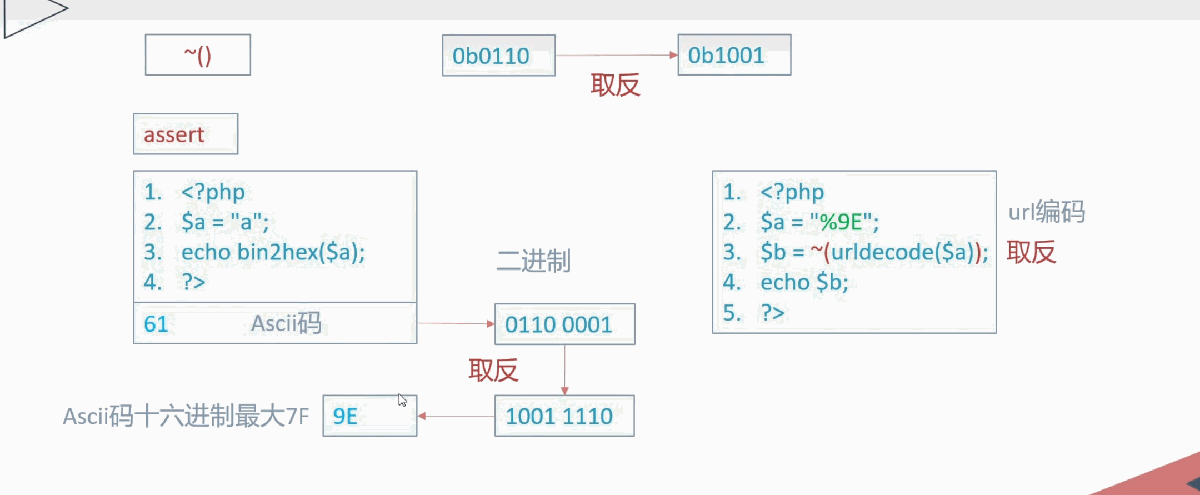 ~()
0b0110
取反
0b1001
assert
1. <?php
2. $a = "a";
3. echo bin2hex($a);
4. ?>
61 Ascii码
二进制
0110 0001
取反
1001 1110
9E
Ascii码十六进制最大7F
1. <?php
2. $a = "%9E";
3. $b = ~(urldecode($a));
4. echo $b;
5. ?>
url编码
取反